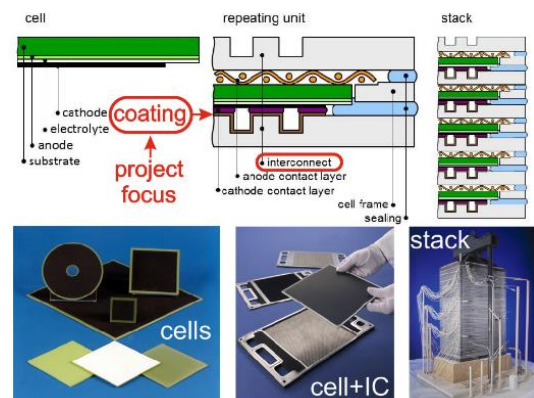 cell
repeating unit
stack
cathode
coating
electrolyte
anode
substrate
project
focus
interconnect
anode contact layer
cathode contact layer
cell frame
sealing
cells
cell+IC
stack